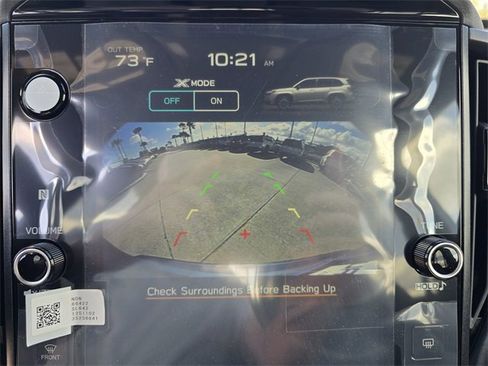 OUT TEMP
73°F
10:21 AM
X MODE
OFF ON
VOLUME
TUNE
Check Surroundings Before Backing Up
HOLD♪
FRONT